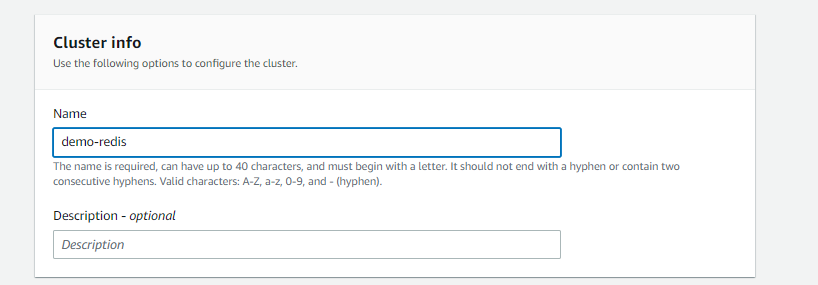 Cluster info
Use the following options to configure the cluster.
Name
demo-redis
The name is required, can have up to 40 characters, and must begin with a letter. It should not end with a hyphen or contain two
consecutive hyphens. Valid characters: A-Z, a-z, 0-9, and - (hyphen).
Description - optional
Description